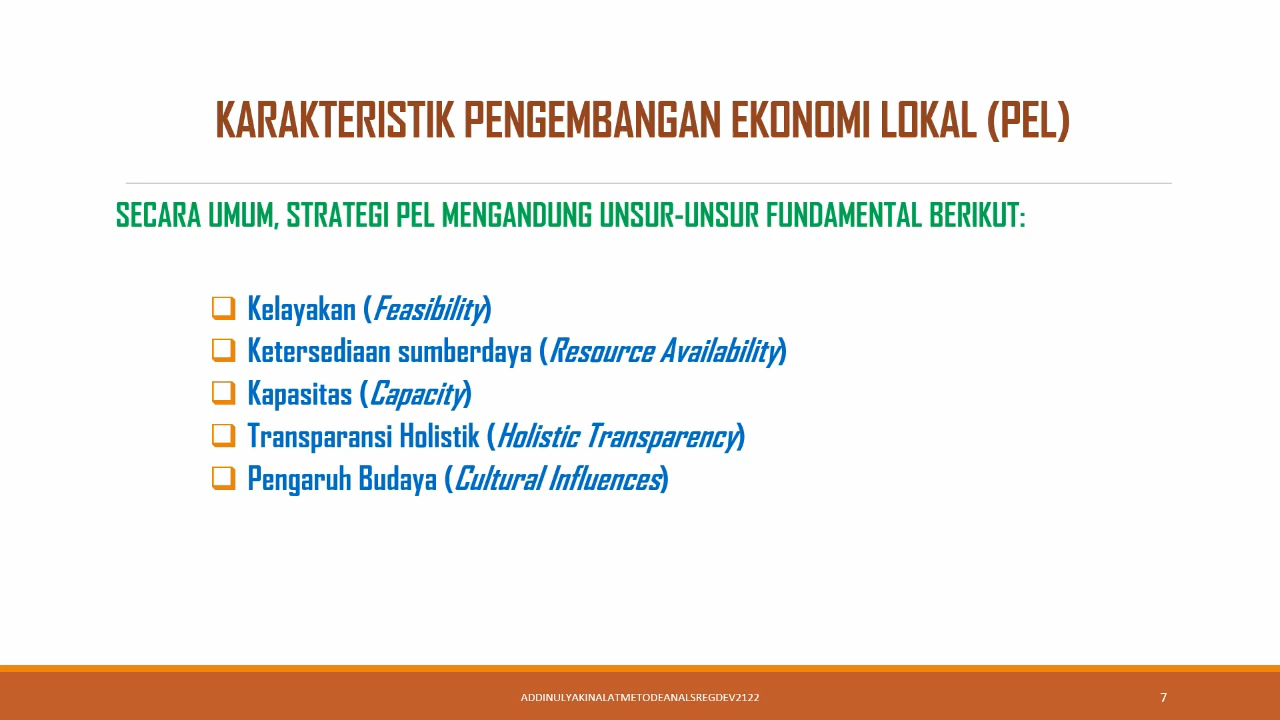 KARAKTERISTIK PENGEMBANGAN EKONOMI LOKAL (PEL)
SECARA UMUM, STRATEGI PEL MENGANDUNG UNSUR-UNSUR FUNDAMENTAL BERIKUT:
Kelayakan (Feasibility)
Ketersediaan sumberdaya (Resource Availability)
Kapasitas (Capacity)
Transparansi Holistik (Holistic Transparency)
Pengaruh Budaya (Cultural Influences)
ADDINULYAKINALATMETODEANALSREGDEV2122
7